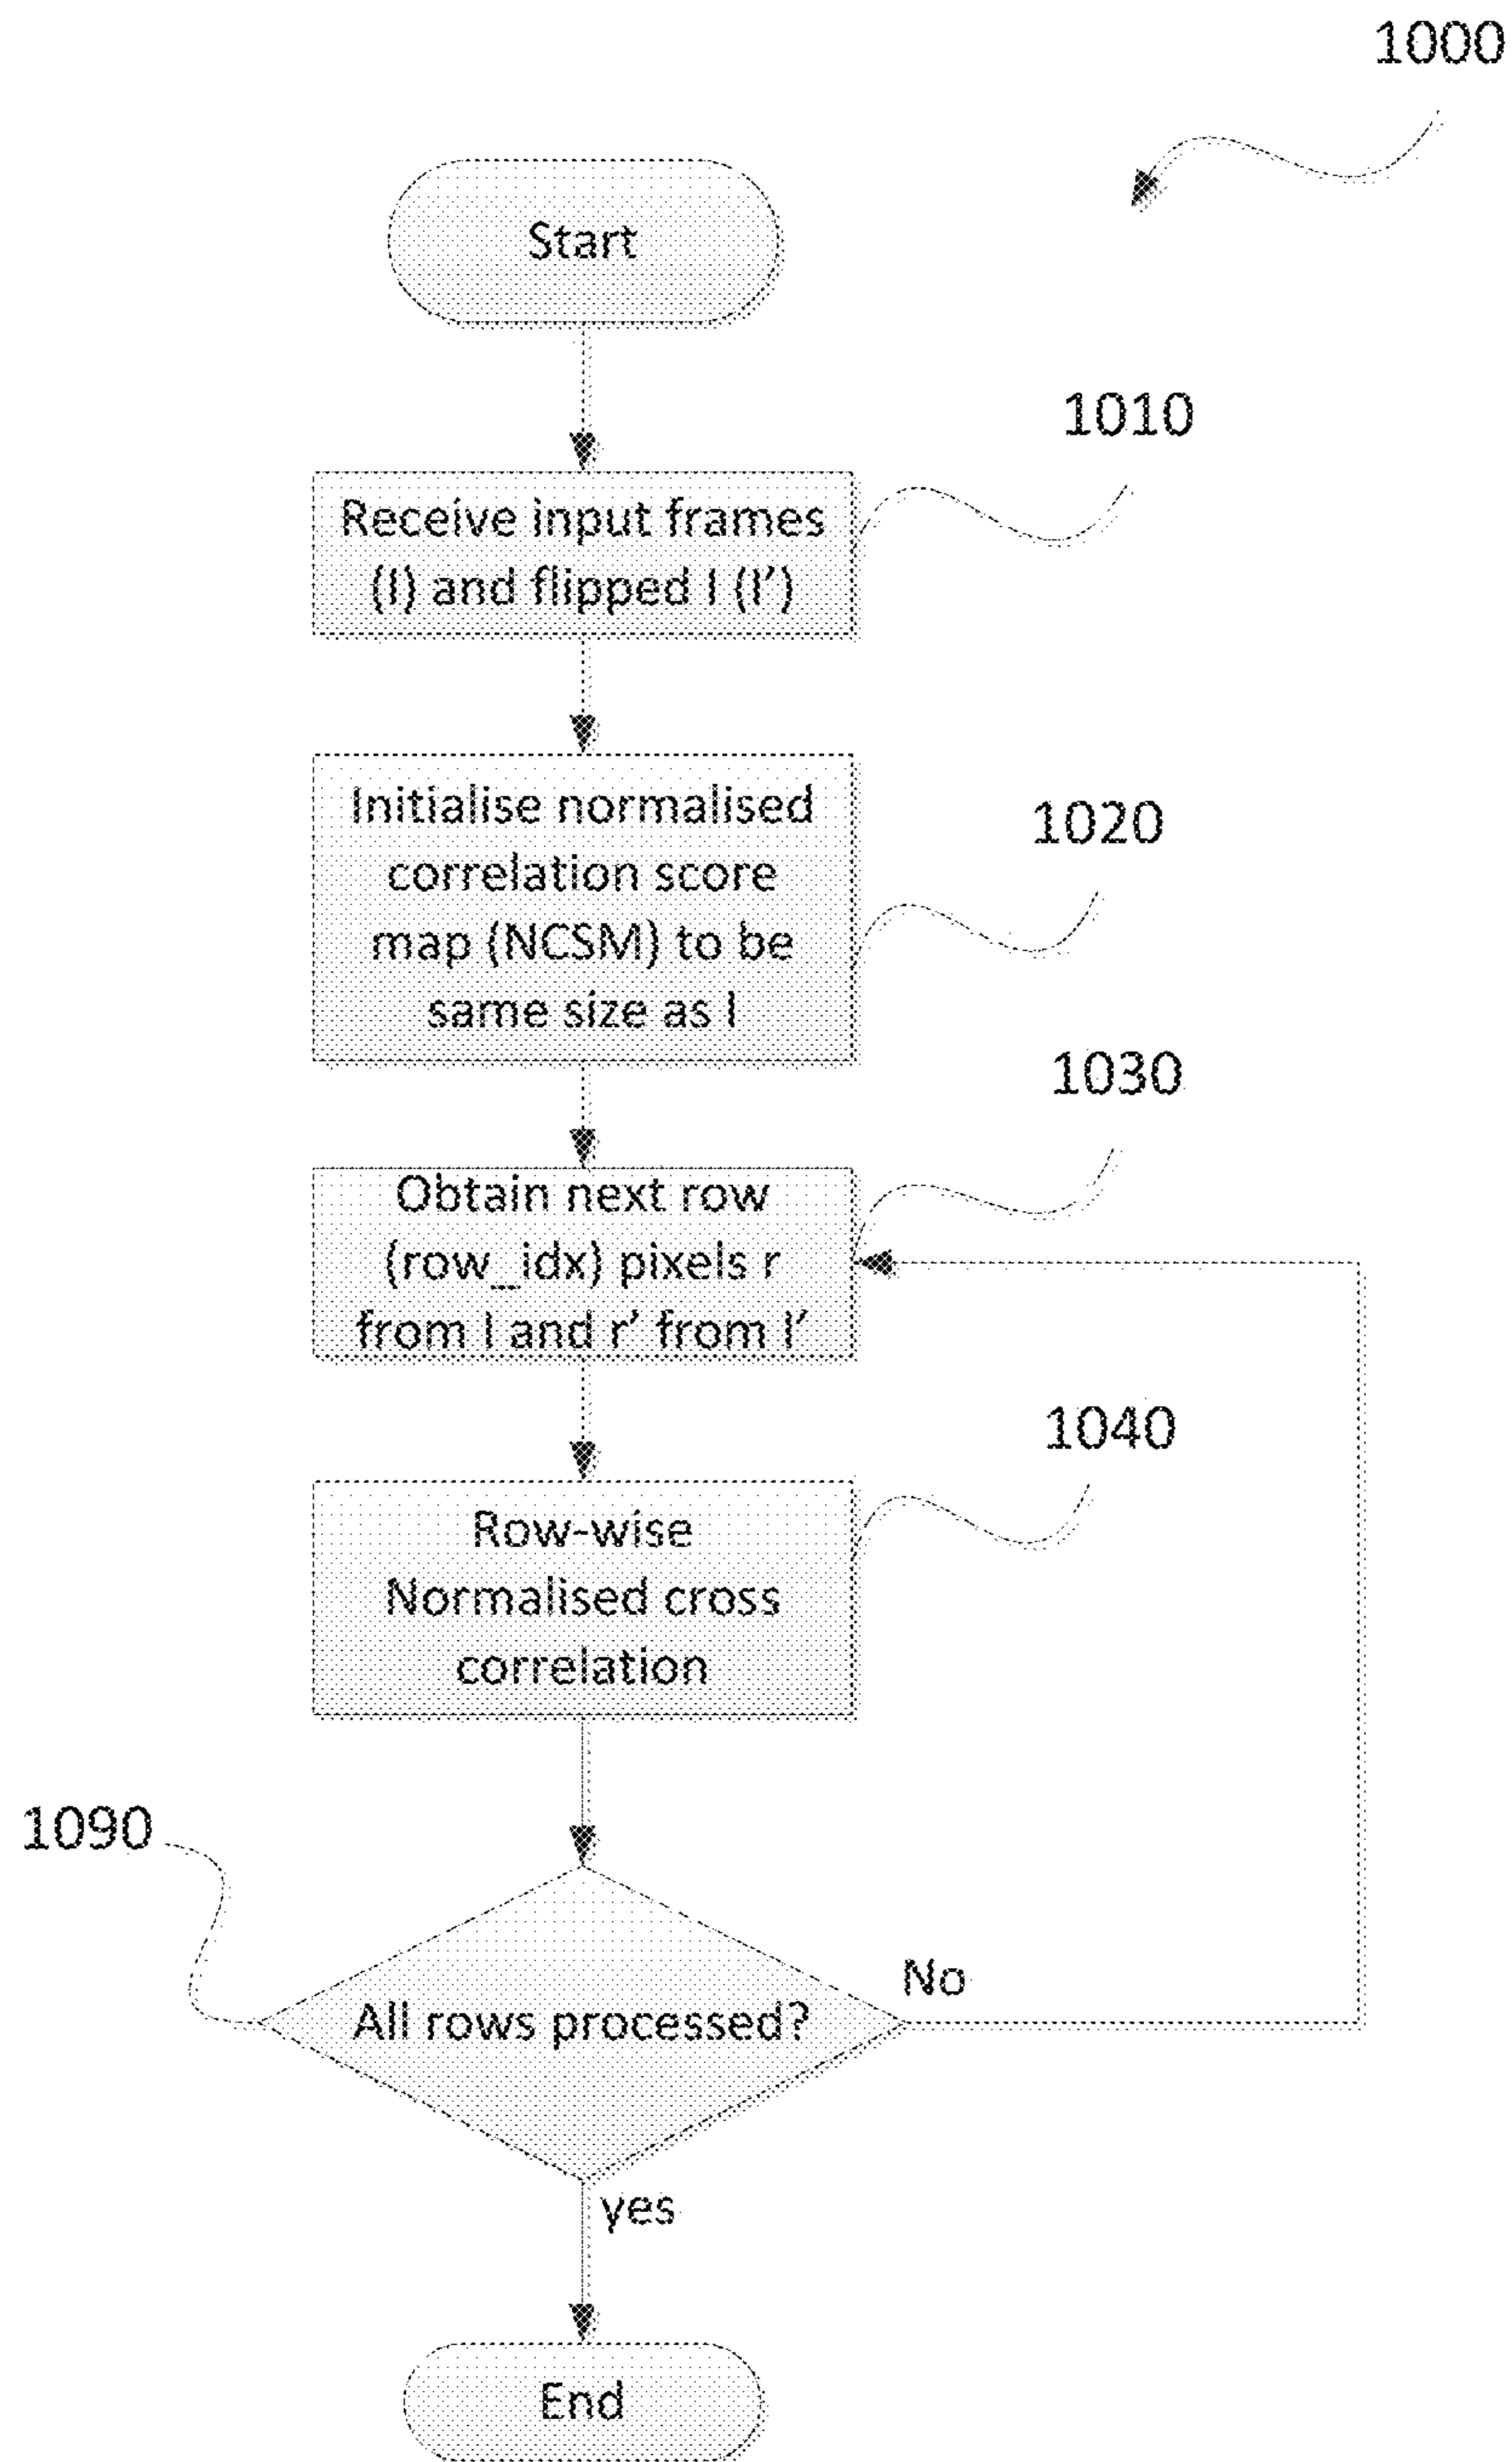 1000
Start
1010
Receive input frames
(I) and flipped I (I’)
1020
Initialise normalised
correlation score
map (NCSM) to be
same size as I
1030
Obtain next row
(row_idx) pixels r
from I and r’ from I’
1040
Row-wise
Normalised cross
correlation
1090
All rows processed?
No
yes
End